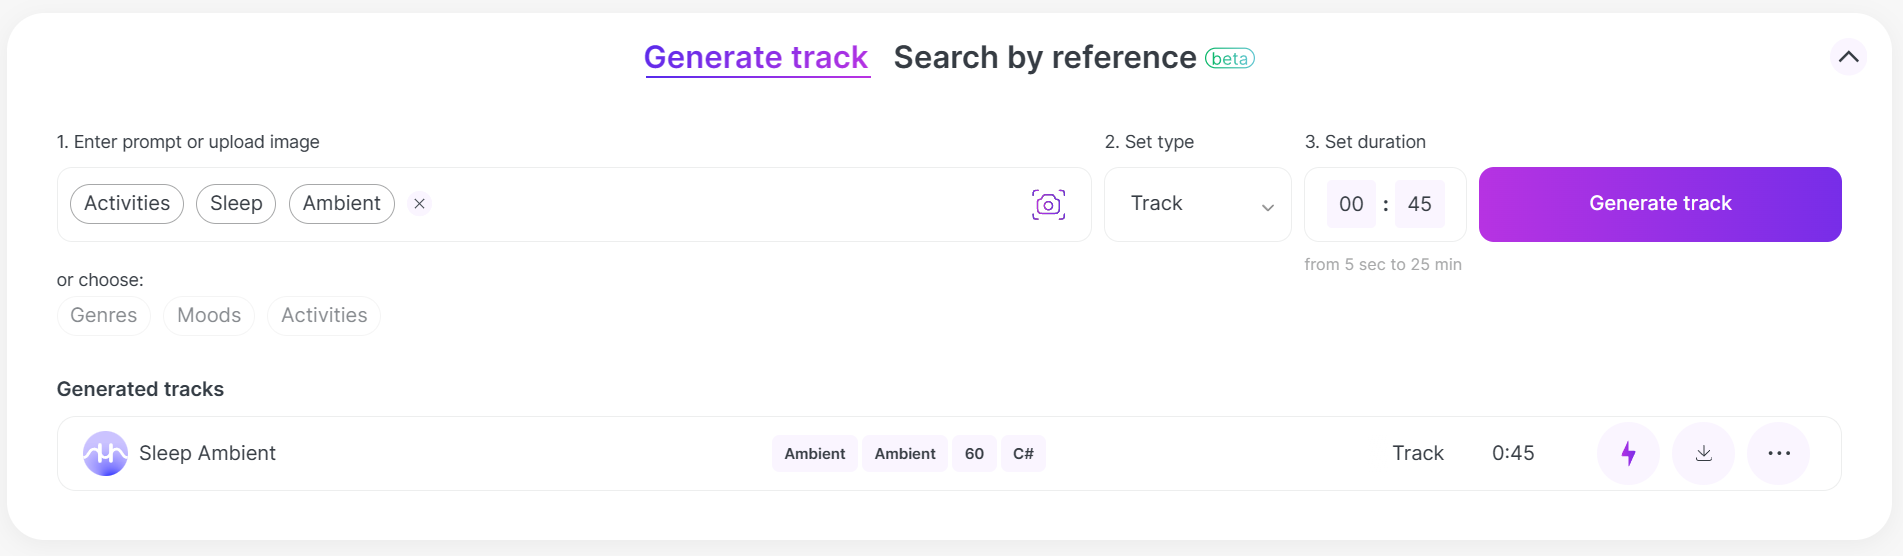 Generate track Search by reference beta
1. Enter prompt or upload image
2. Set type
3. Set duration
Activities Sleep Ambient
Track
00 : 45
Generate track
from 5 sec to 25 min
or choose:
Genres Moods Activities
Generated tracks
Sleep Ambient Ambient Ambient 60 C# Track 0:45